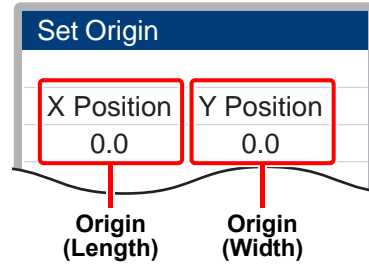 Set Origin
X Position Y Position
0.0 0.0
Origin Origin
(Length) (Width)